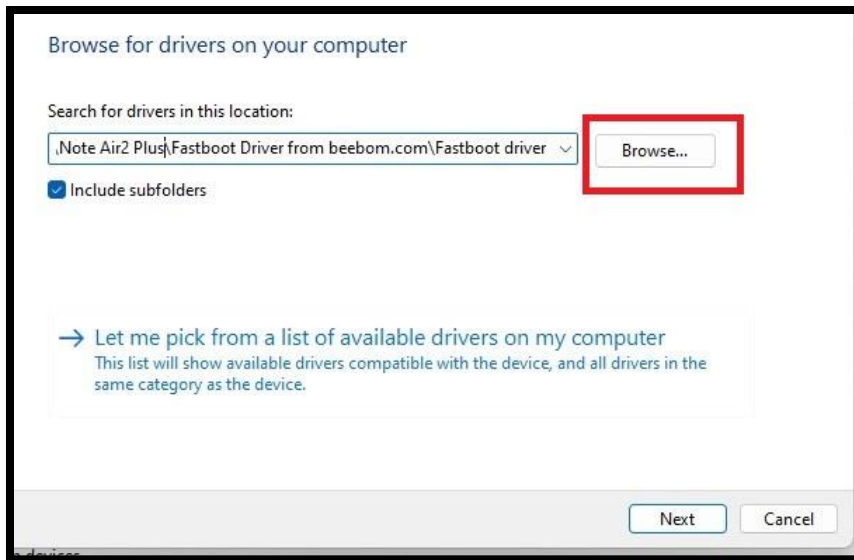 Browse for drivers on your computer
Search for drivers in this location:
Note Air2 Plus\Fastboot Driver from beebom.com\Fastboot driver
Browse...
Include subfolders
Let me pick from a list of available drivers on my computer
This list will show available drivers compatible with the device, and all drivers in the
same category as the device.
Next
Cancel
devices